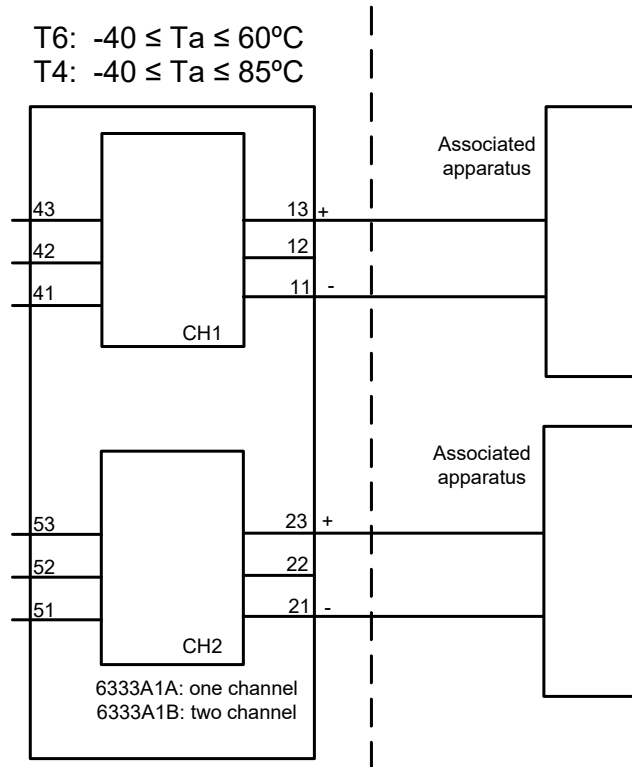 T6: -40 ≤ Ta ≤ 60ºC
T4: -40 ≤ Ta ≤ 85ºC
Associated
apparatus
43
13 +
42
12
41
11 -
CH1
Associated
apparatus
53
23 +
52
22
51
21 -
CH2
6333A1A: one channel
6333A1B: two channel